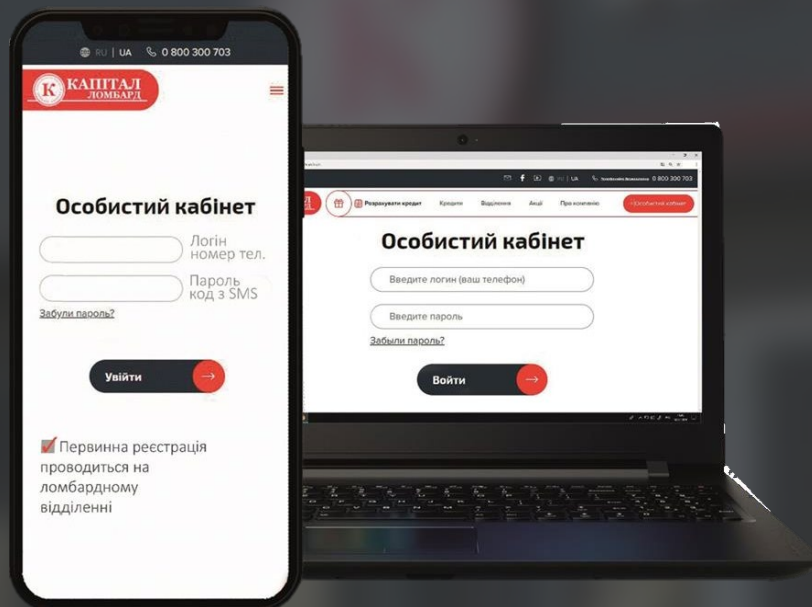 RU | UA 0 800 300 703
К КАПІТАЛ
ЛОМБАРД
Особистий кабінет
Логін
номер тел.
Пароль
код з SMS
Забули пароль?
Увійти
Первинна реєстрація
проводиться на
ломбардному
відділенні
RU | UA 0 800 300 703
Розрахувати кредит Кредити Відділення Акції Про компанію Особистий кабінет
Особистий кабінет
Введите логин (ваш телефон)
Введите пароль
Забыли пароль?
Войти